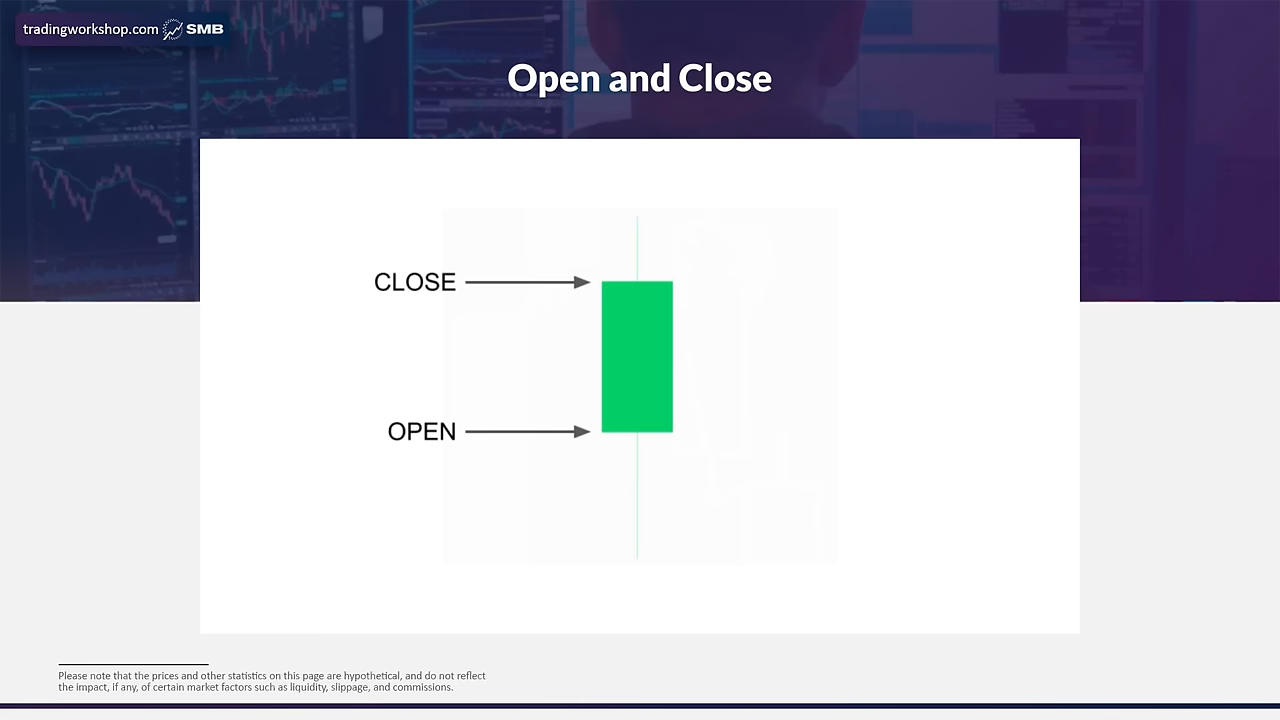 tradingworkshop.com SMB
Open and Close
CLOSE
OPEN
Please note that the prices and other statistics on this page are hypothetical, and do not reflect
the impact, if any, of certain market factors such as liquidity, slippage, and commissions.